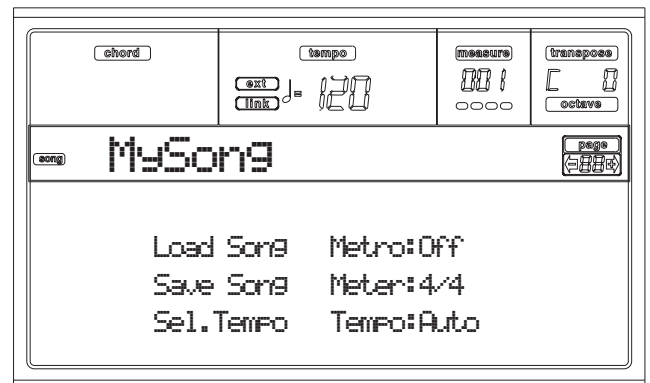 chord tempo measure transpose
ext
link ♩= 120 001 C 0
octave
song MySong page
88
Load Song Metro:Off
Save Song Meter:4/4
Sel.Tempo Tempo:Auto